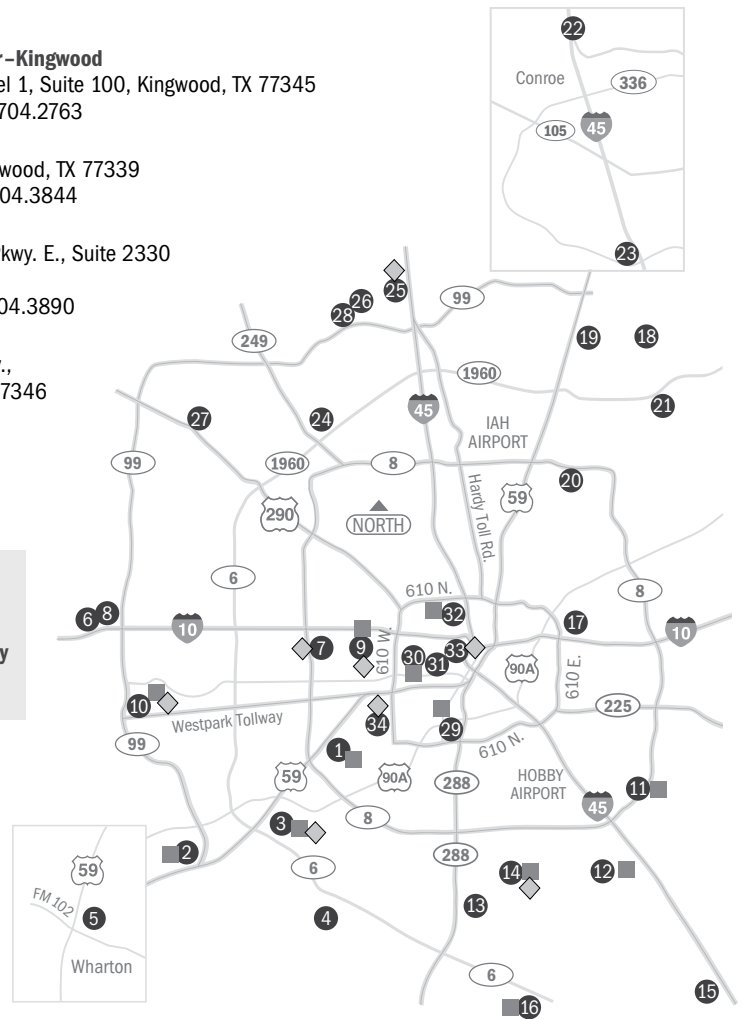 r–Kingwood
el 1, Suite 100, Kingwood, TX 77345
704.2763
wood, TX 77339
04.3844
kwy. E., Suite 2330
04.3890
y.,
7346
y
22
Conroe
336
105
45
23
25
26
28
99
249
19
18
1960
45
21
27
24
IAH
AIRPORT
99
1960
8
20
59
Hardy Toll Rd.
290
NORTH
6
610 N.
8
6
8
32
10
17
10
7
9
610 W.
30
31
33
90A
610 E.
10
225
Westpark Tollway
34
29
99
1
610 N.
59
90A
288
HOBBY
AIRPORT
11
45
3
8
2
288
6
14
12
59
FM 102
5
4
13
Wharton
6
15
16